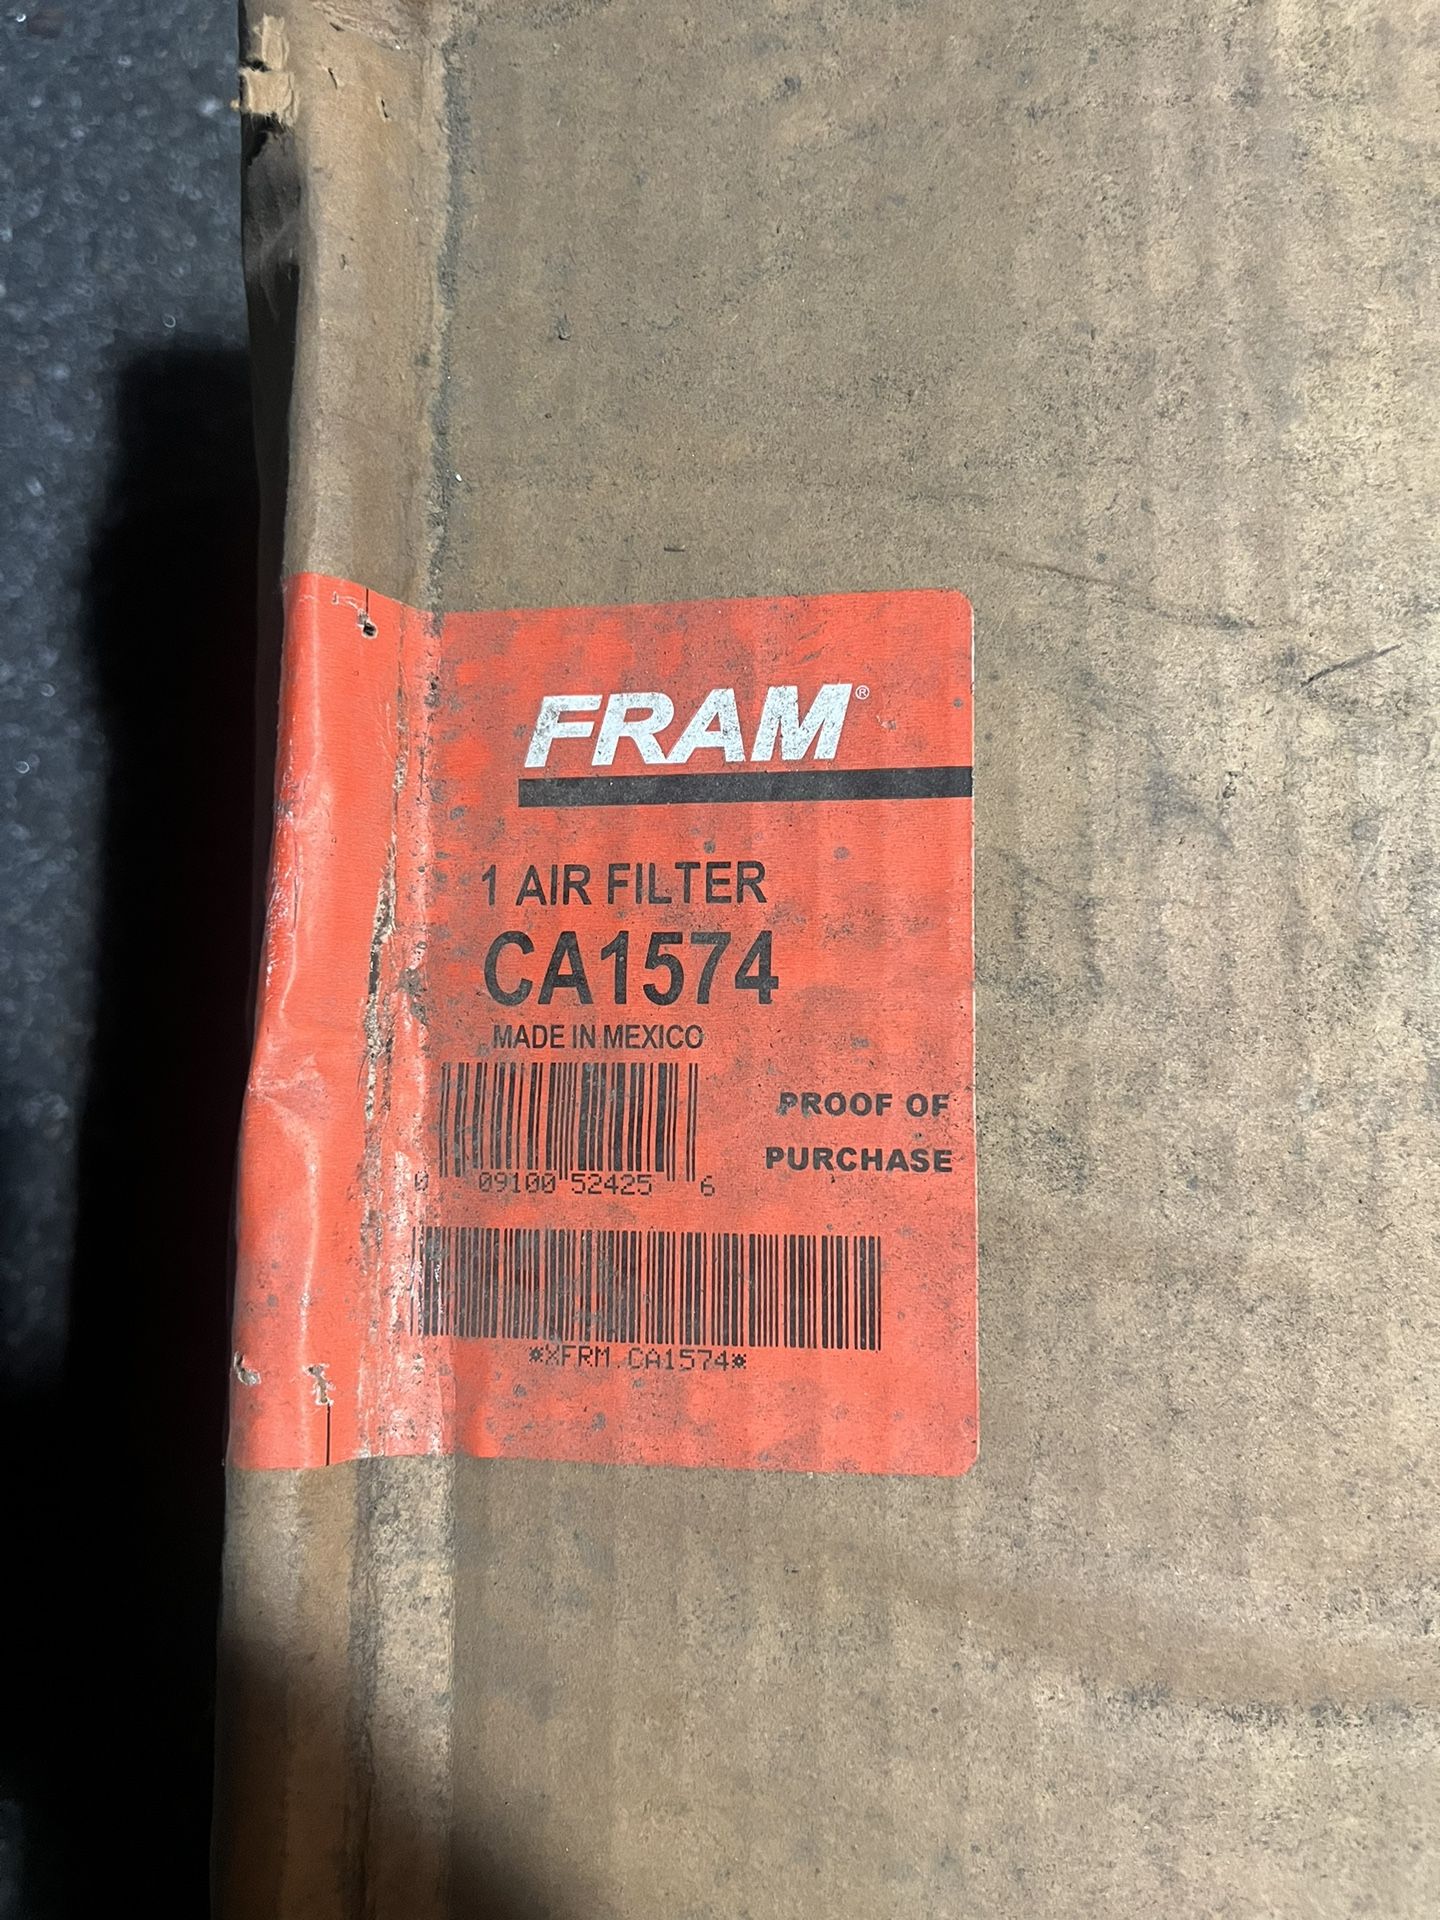 FRAM®
1 AIR FILTER
CA1574
MADE IN MEXICO
PROOF OF
PURCHASE
0 09100 52425 6
*XFRM.CA1574*